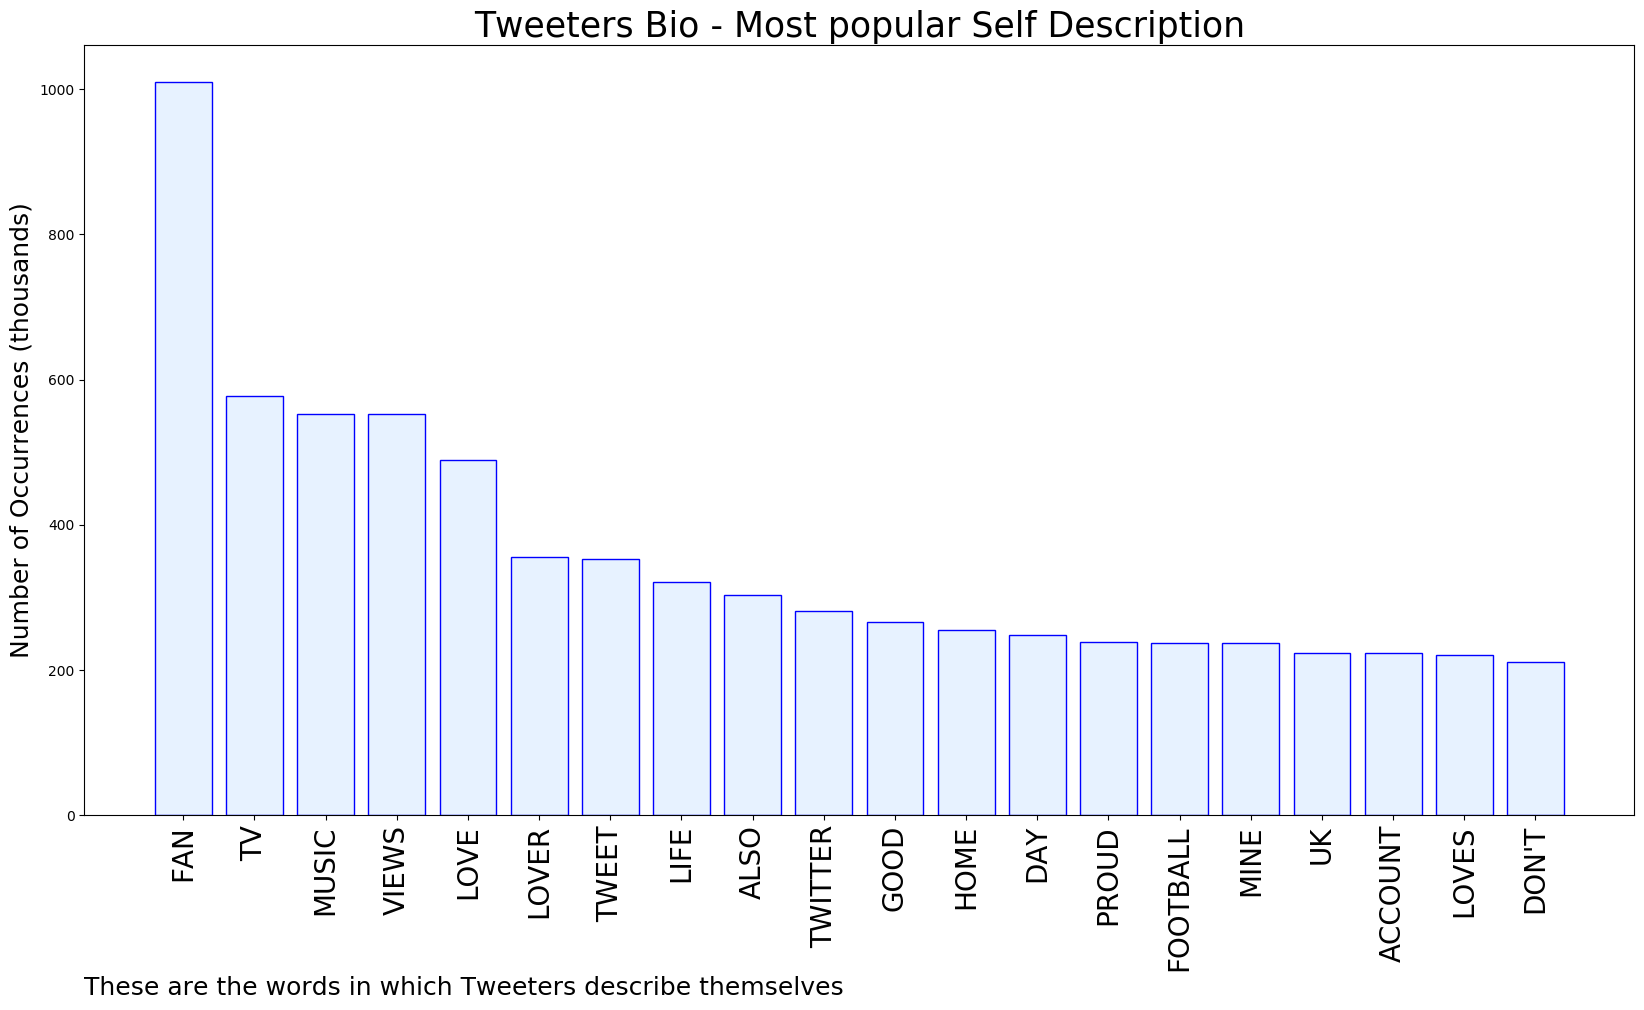 Tweeters Bio - Most popular Self Description
Number of Occurrences (thousands)
1000
800
600
400
200
0
FAN
TV
MUSIC
VIEWS
LOVE
LOVER
TWEET
LIFE
ALSO
TWITTER
GOOD
HOME
DAY
PROUD
FOOTBALL
MINE
UK
ACCOUNT
LOVES
DON'T
These are the words in which Tweeters describe themselves